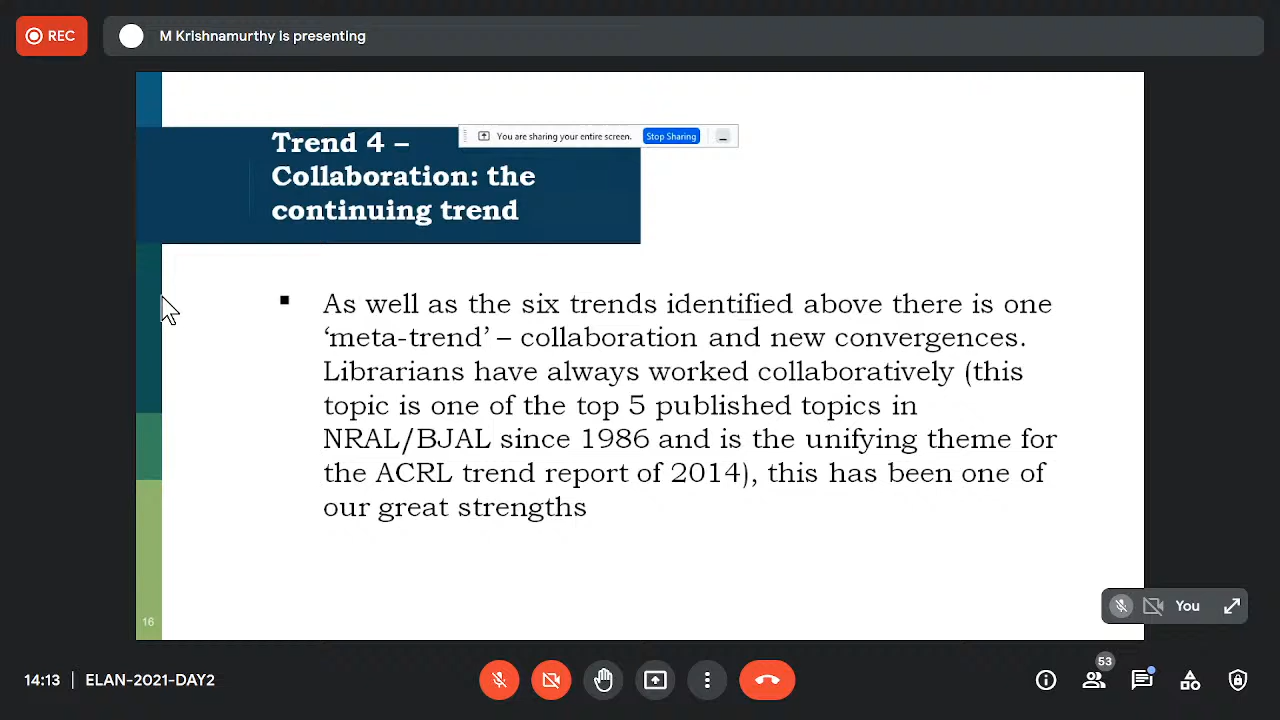 REC
M Krishnamurthy is presenting
Trend 4 –
Collaboration: the
continuing trend
You are sharing your entire screen.
Stop Sharing
As well as the six trends identified above there is one
‘meta-trend’ – collaboration and new convergences.
Librarians have always worked collaboratively (this
topic is one of the top 5 published topics in
NRAL/BJAL since 1986 and is the unifying theme for
the ACRL trend report of 2014), this has been one of
our great strengths
16
You
14:13 | ELAN-2021-DAY2
53